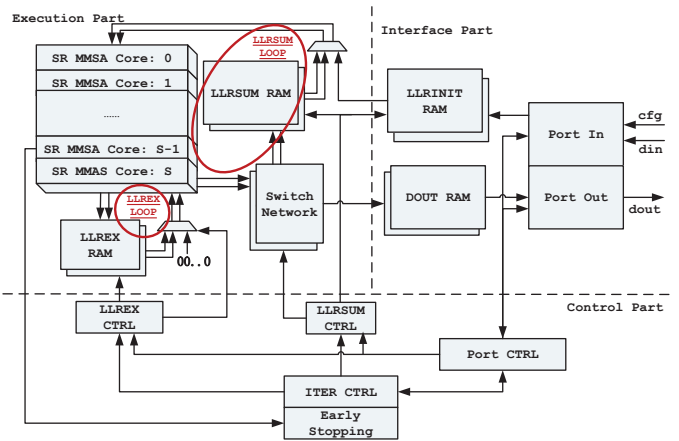 Execution Part
Interface Part
LLRSUM
LOOP
SR MMSA Core: 0
SR MMSA Core: 1
......
SR MMSA Core: S-1
SR MMAS Core: S
LLRSUM RAM
LLRINIT
RAM
Port In
cfg
din
Port Out
dout
DOUT RAM
Switch
Network
LLREX
LOOP
LLREX
RAM
00..0
Control Part
LLREX
CTRL
LLRSUM
CTRL
Port CTRL
ITER CTRL
Early
Stopping